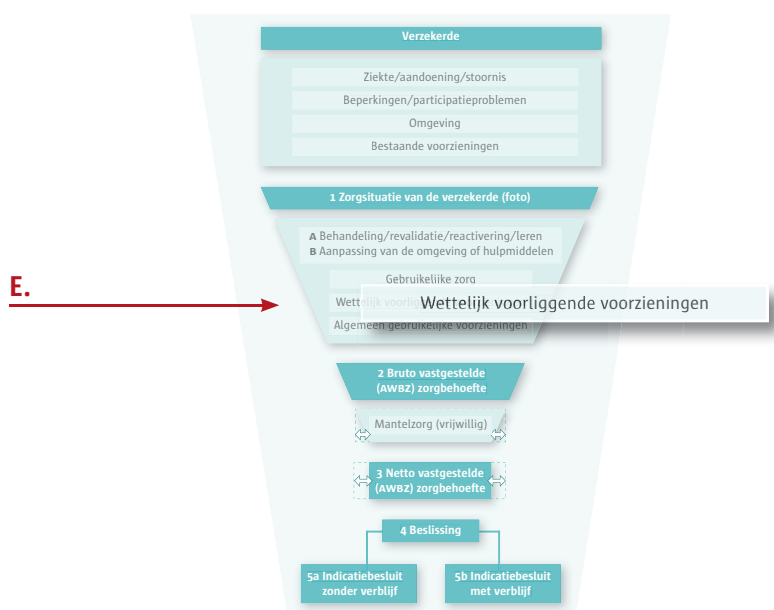 Verzekerde
Ziekte/aandoening/stoornis
Beperkingen/participatieproblemen
Omgeving
Bestaande voorzieningen
1 Zorgsituatie van de verzekerde (foto)
A Behandeling/revalidatie/reactivering/leren
B Aanpassing van de omgeving of hulpmiddelen
Gebruikelijke zorg
E.
Wettelijk voorliggende voorzieningen
Algemeen gebruikelijke voorzieningen
2 Bruto vastgestelde
(AWBZ) zorgbehoefte
Mantelzorg (vrijwillig)
3 Netto vastgestelde
(AWBZ) zorgbehoefte
4 Beslissing
5a Indicatiebesluit
zonder verblijf
5b Indicatiebesluit
met verblijf